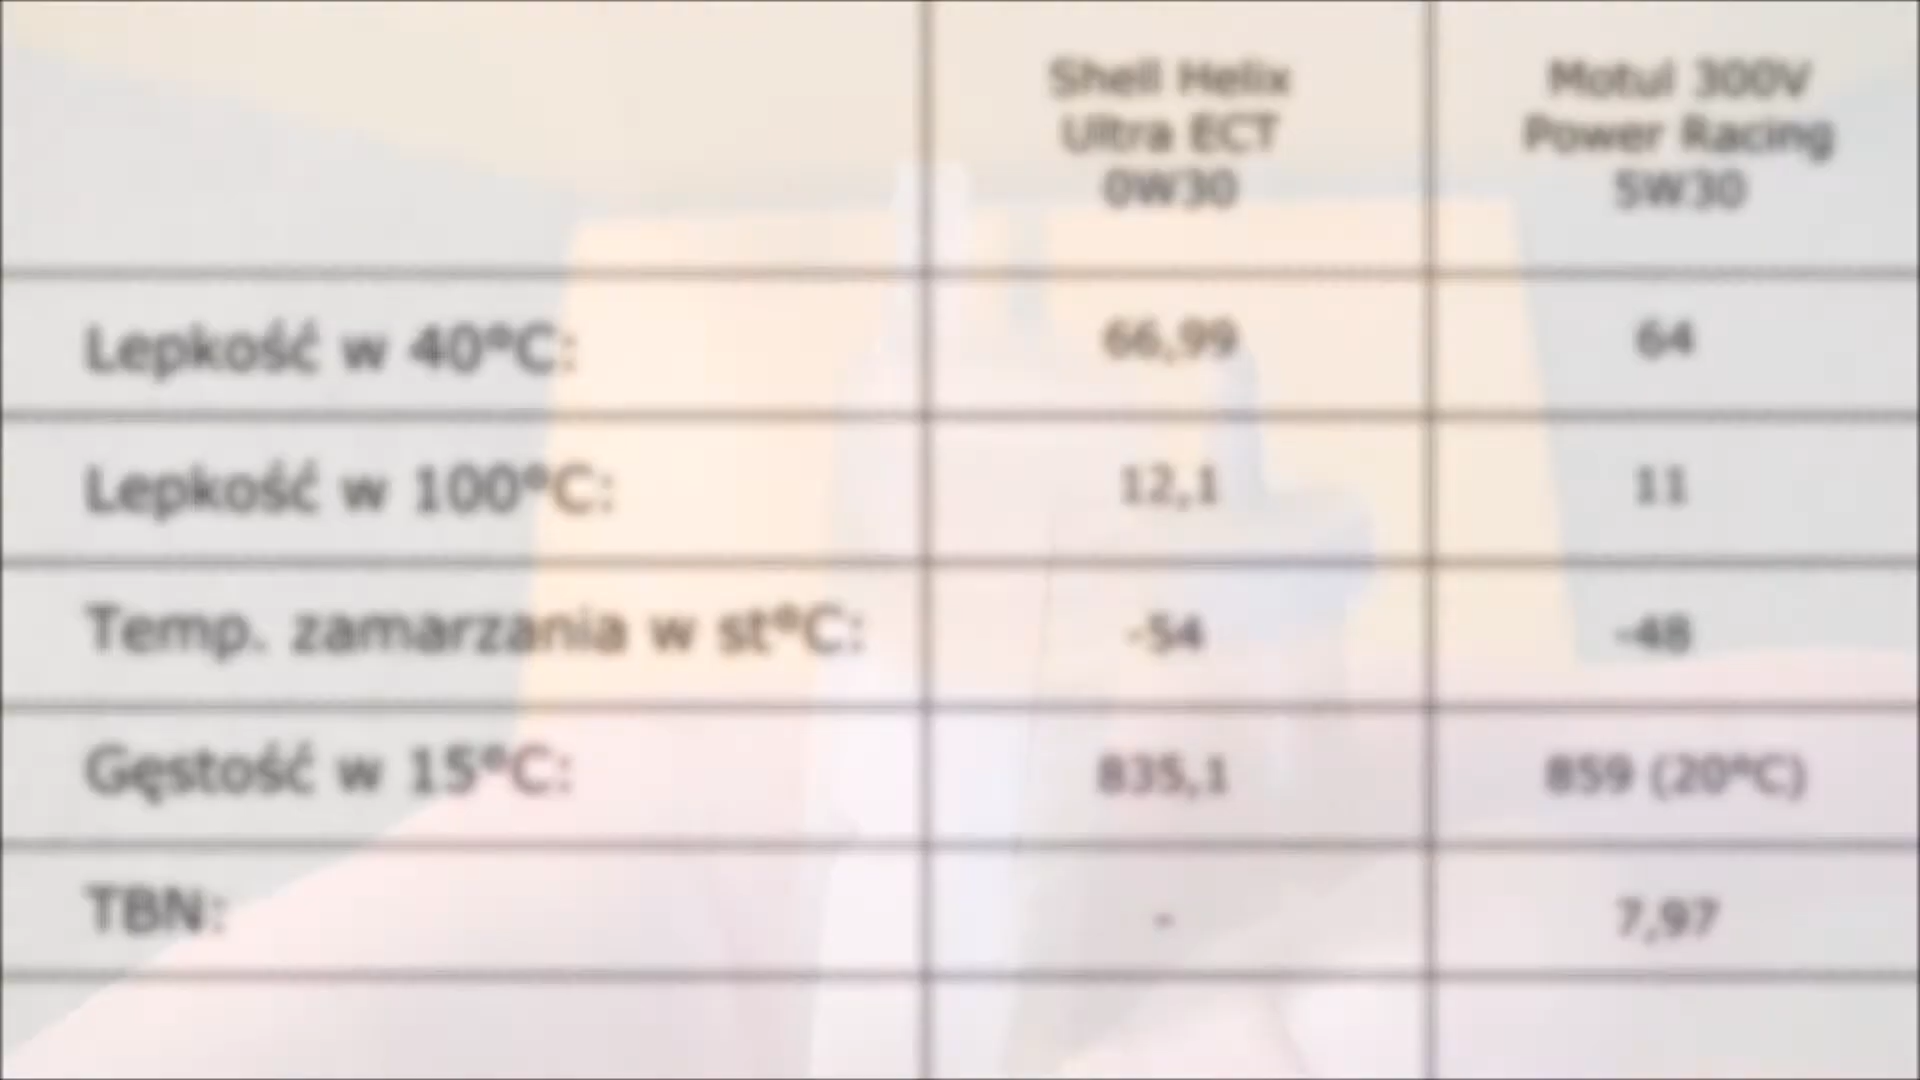 Shell Helix
Ultra ECT
0W30
Motul 300V
Power Racing
5W30
Lepkość w 40°C: 66,99 64
Lepkość w 100°C: 12,1 11
Temp. zamarzania w st°C: -54 -48
Gęstość w 15°C: 835,1 859 (20°C)
TBN: - 7,97